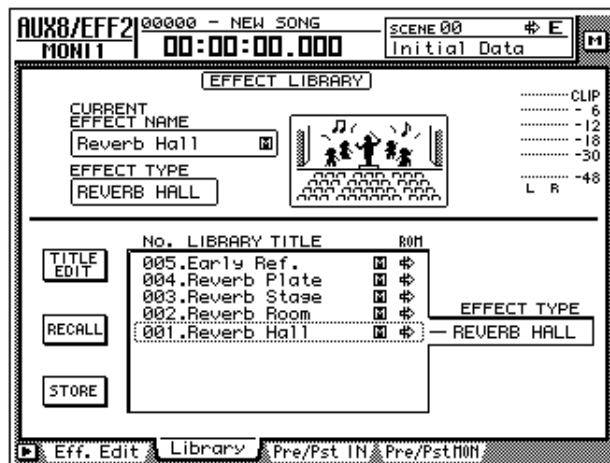 AUX8/EFF2 00000 - NEW SONG SCENE 00 E
MONI1 00:00:00.000 Initial Data M
EFFECT LIBRARY
CURRENT
EFFECT NAME
Reverb Hall M
EFFECT TYPE
REVERB HALL
CLIP
- 6
-12
-18
-30
-48
L R
No. LIBRARY TITLE ROM
005.Early Ref. M
004.Reverb Plate M
003.Reverb Stage M
002.Reverb Room M
001.Reverb Hall M
TITLE
EDIT
RECALL
STORE
EFFECT TYPE
REVERB HALL
Eff. Edit Library Pre/Pst IN Pre/PstMON